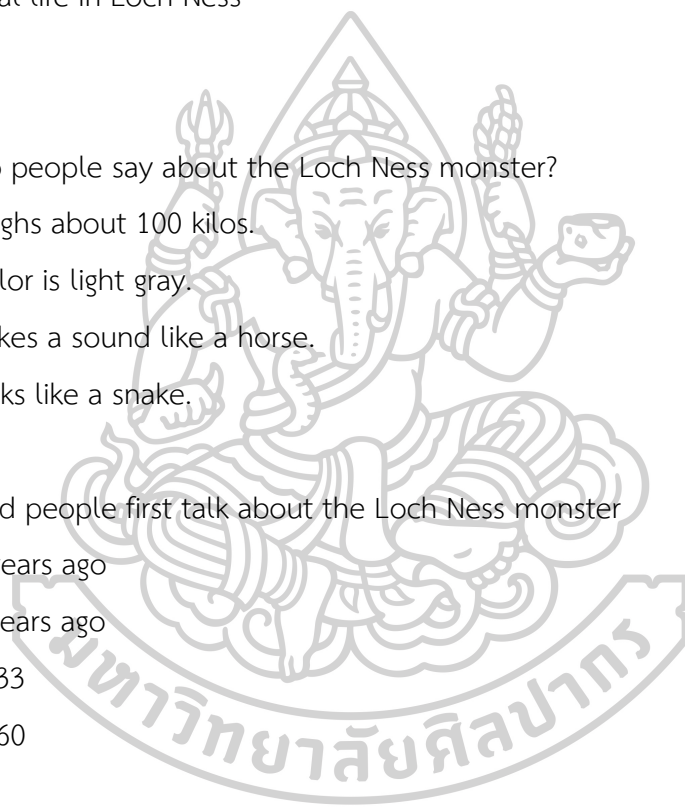 al life in Loch Ness
people say about the Loch Ness monster?
ghs about 100 kilos.
lor is light gray.
kes a sound like a horse.
ks like a snake.
d people first talk about the Loch Ness monster
ears ago
ears ago
33
60
มหาวิทยาลัยศิลปากร